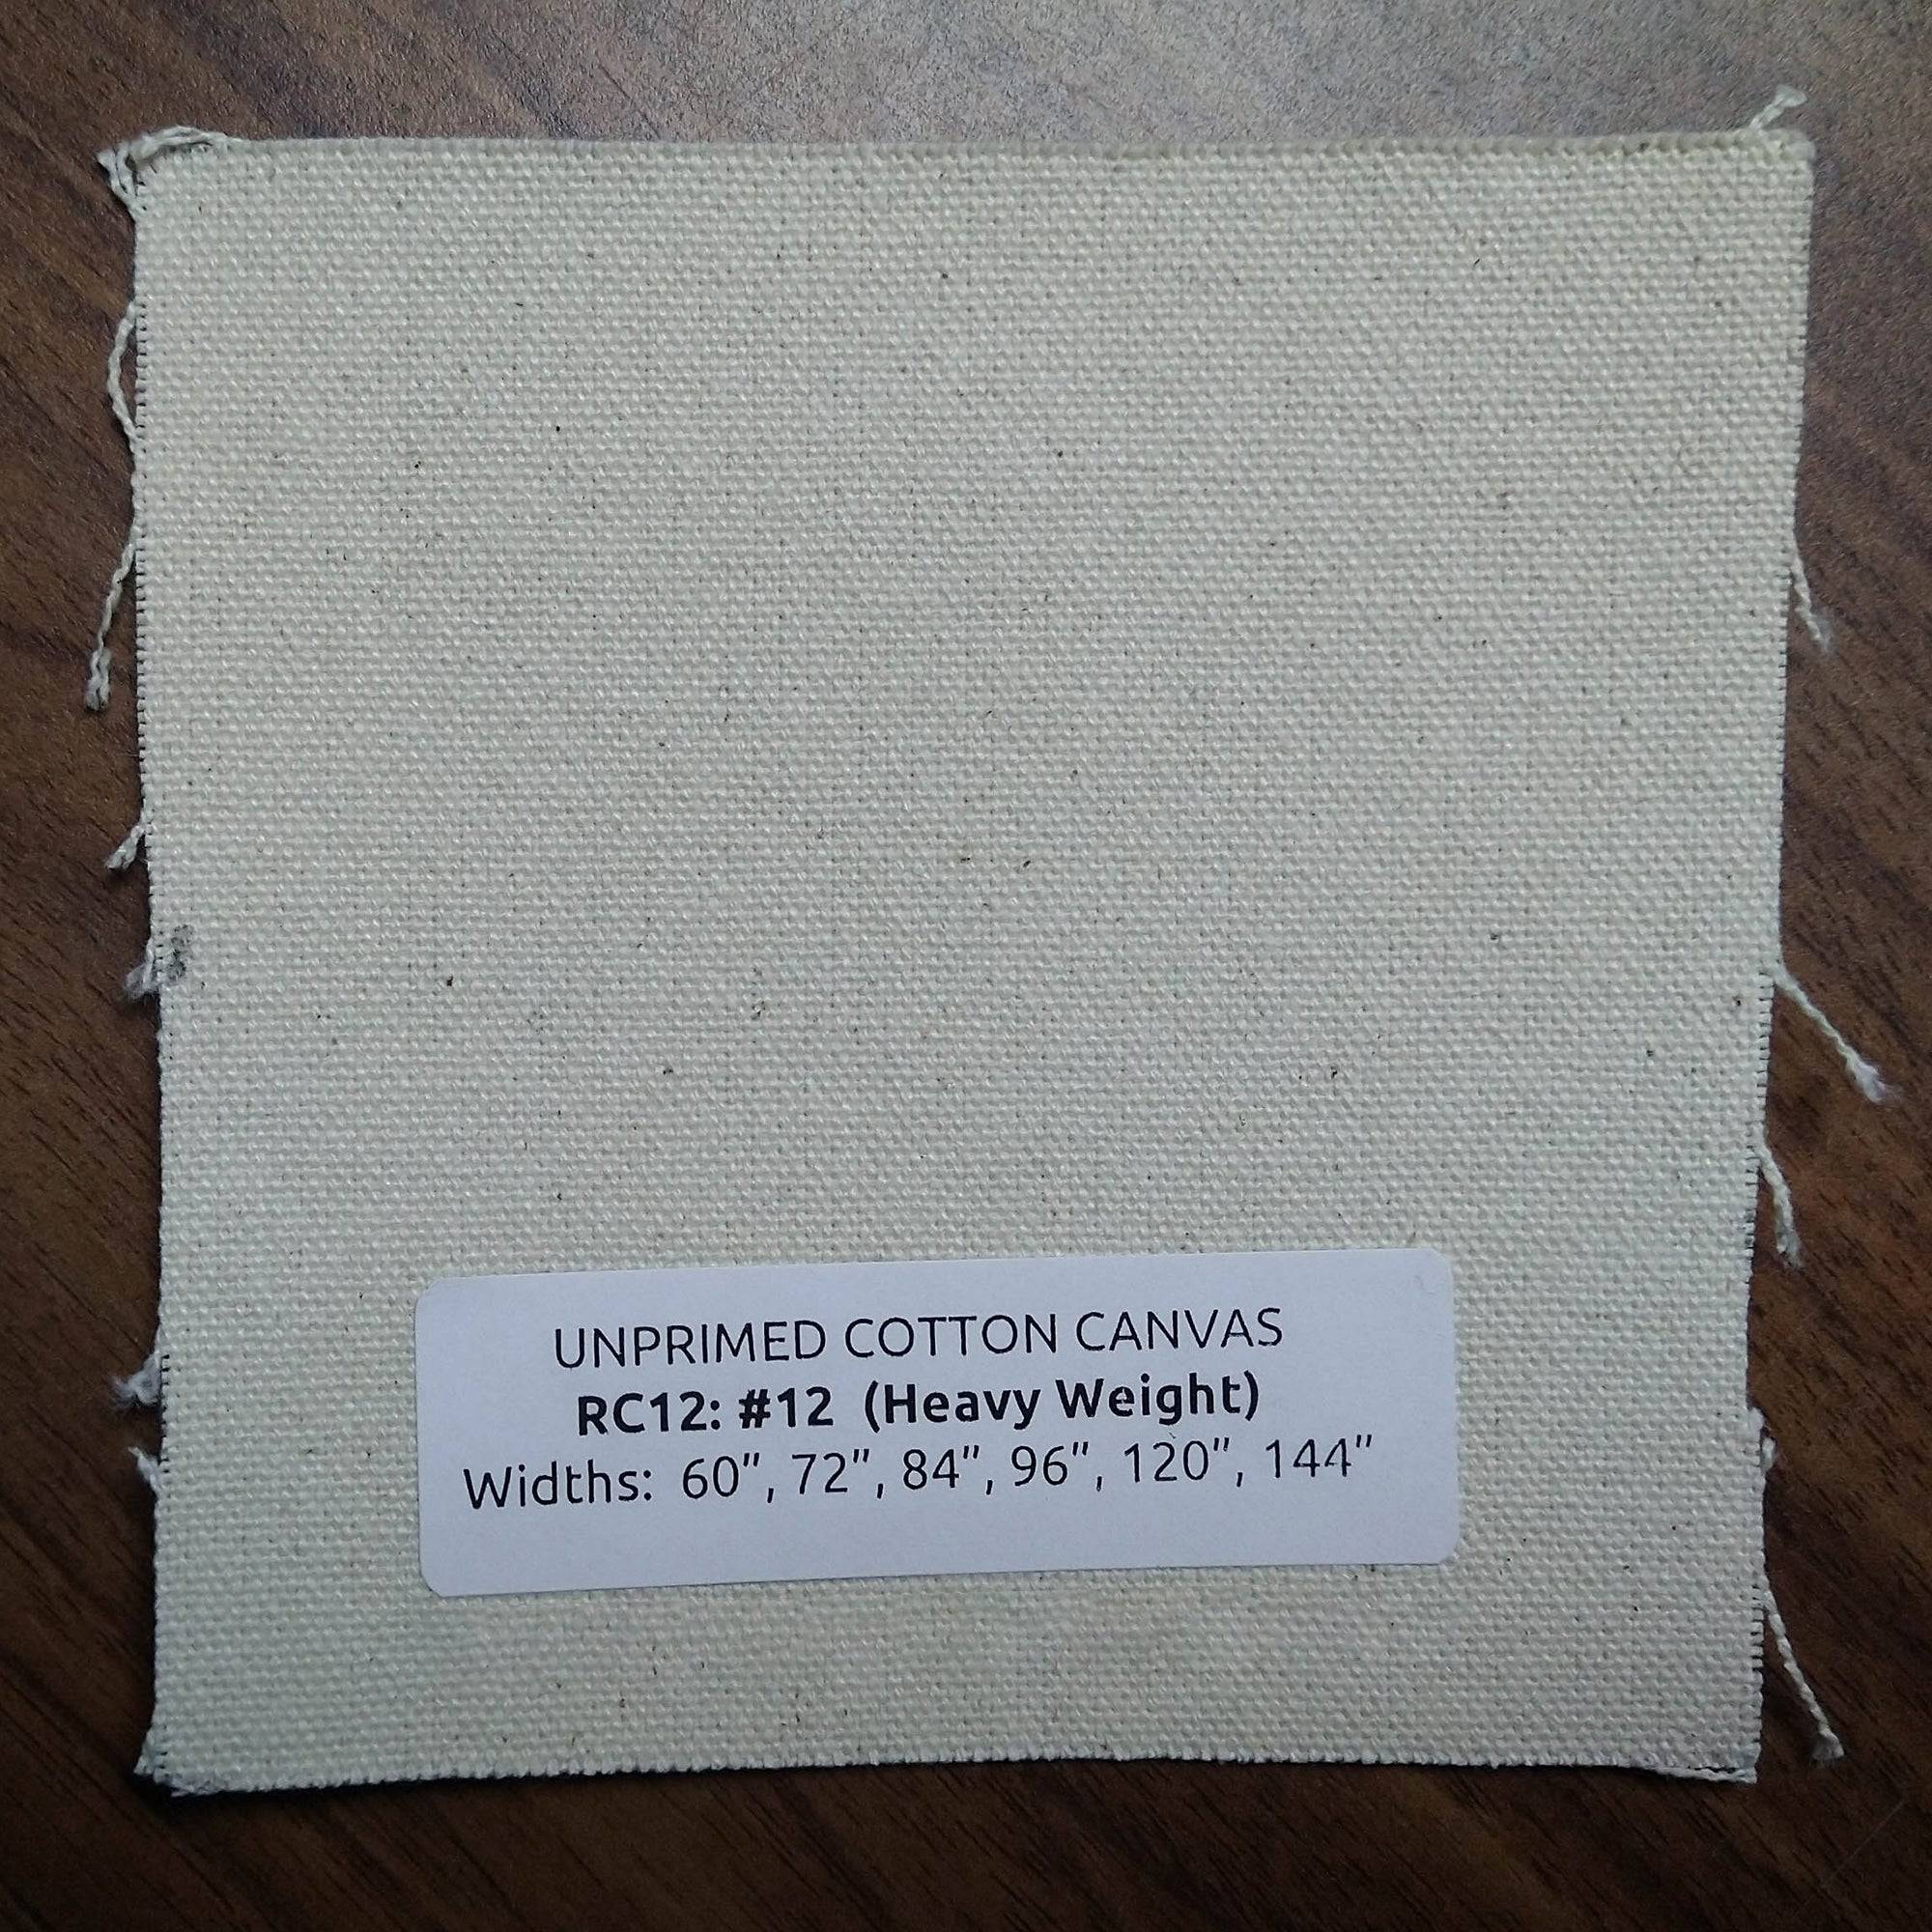 UNPRIMED COTTON CANVAS
RC12: #12 (Heavy Weight)
Widths: 60", 72", 84", 96", 120", 144"